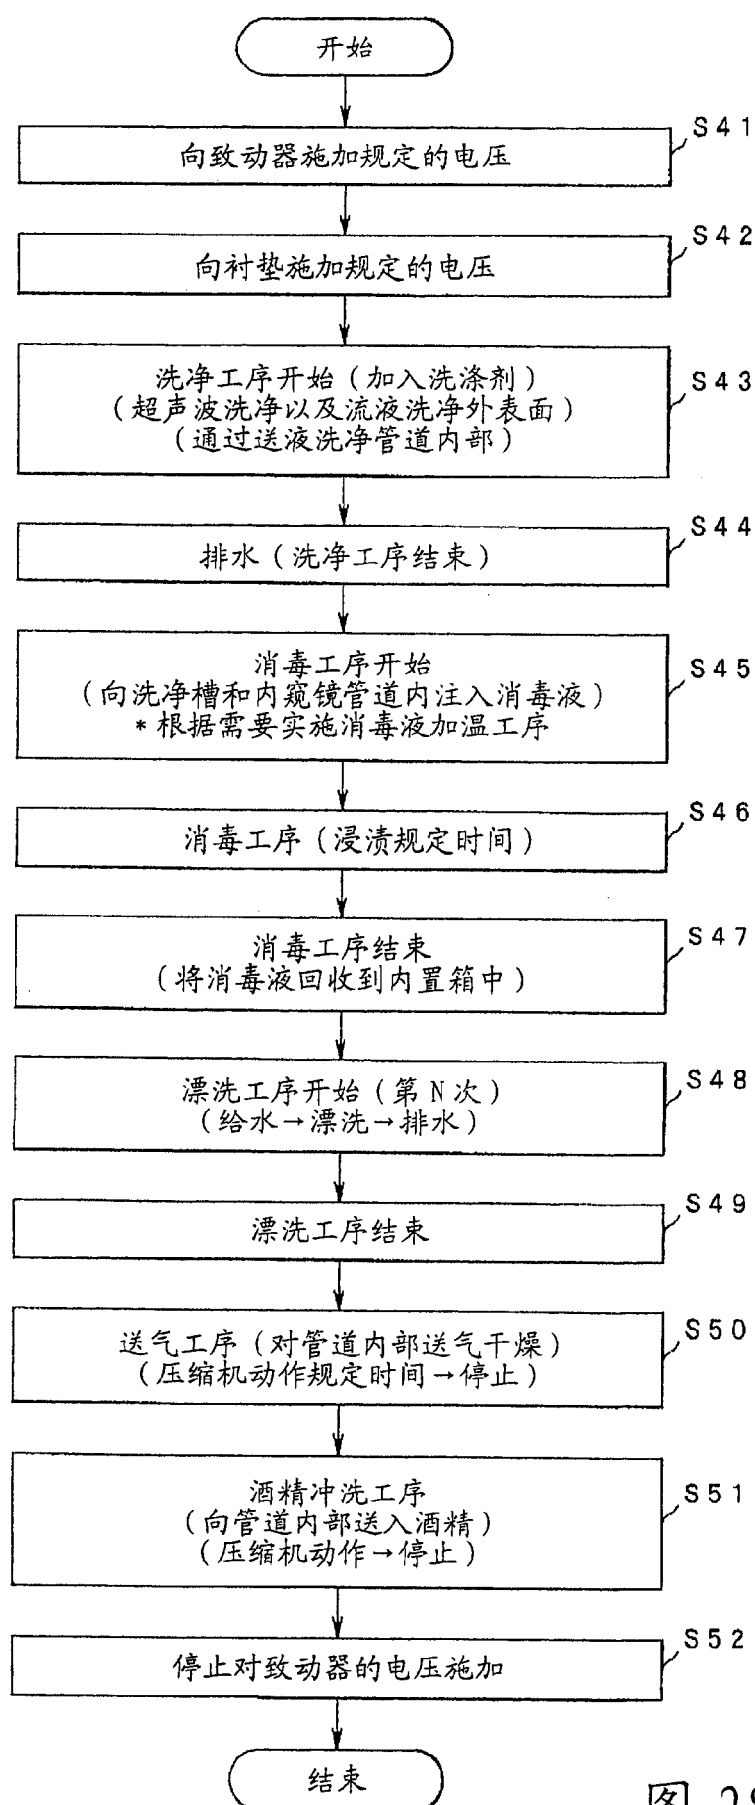 开始
S41
向致动器施加规定的电压
S42
向衬垫施加规定的电压
S43
洗净工序开始(加入洗涤剂)
(超声波洗净以及流液洗净外表面)
(通过送液洗净管道内部)
S44
排水(洗净工序结束)
S45
消毒工序开始
(向洗净槽和内窥镜管道内注入消毒液)
*根据需要实施消毒液加温工序
S46
消毒工序(浸渍规定时间)
S47
消毒工序结束
(将消毒液回收到内置箱中)
S48
漂洗工序开始(第N次)
(给水→漂洗→排水)
S49
漂洗工序结束
S50
送气工序(对管道内部送气干燥)
(压缩机动作规定时间→停止)
S51
酒精冲洗工序
(向管道内部送入酒精)
(压缩机动作→停止)
S52
停止对致动器的电压施加
结束
图